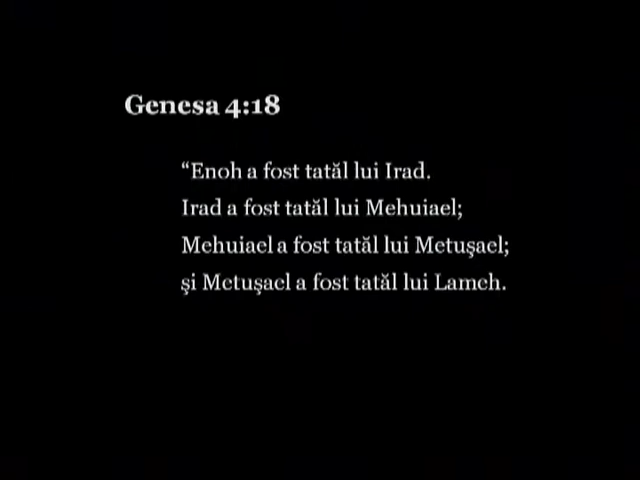 Genesa 4:18
“Enoh a fost tatăl lui Irad.
Irad a fost tatăl lui Mehuiael;
Mehuiael a fost tatăl lui Metuşael;
şi Metuşael a fost tatăl lui Lameh.